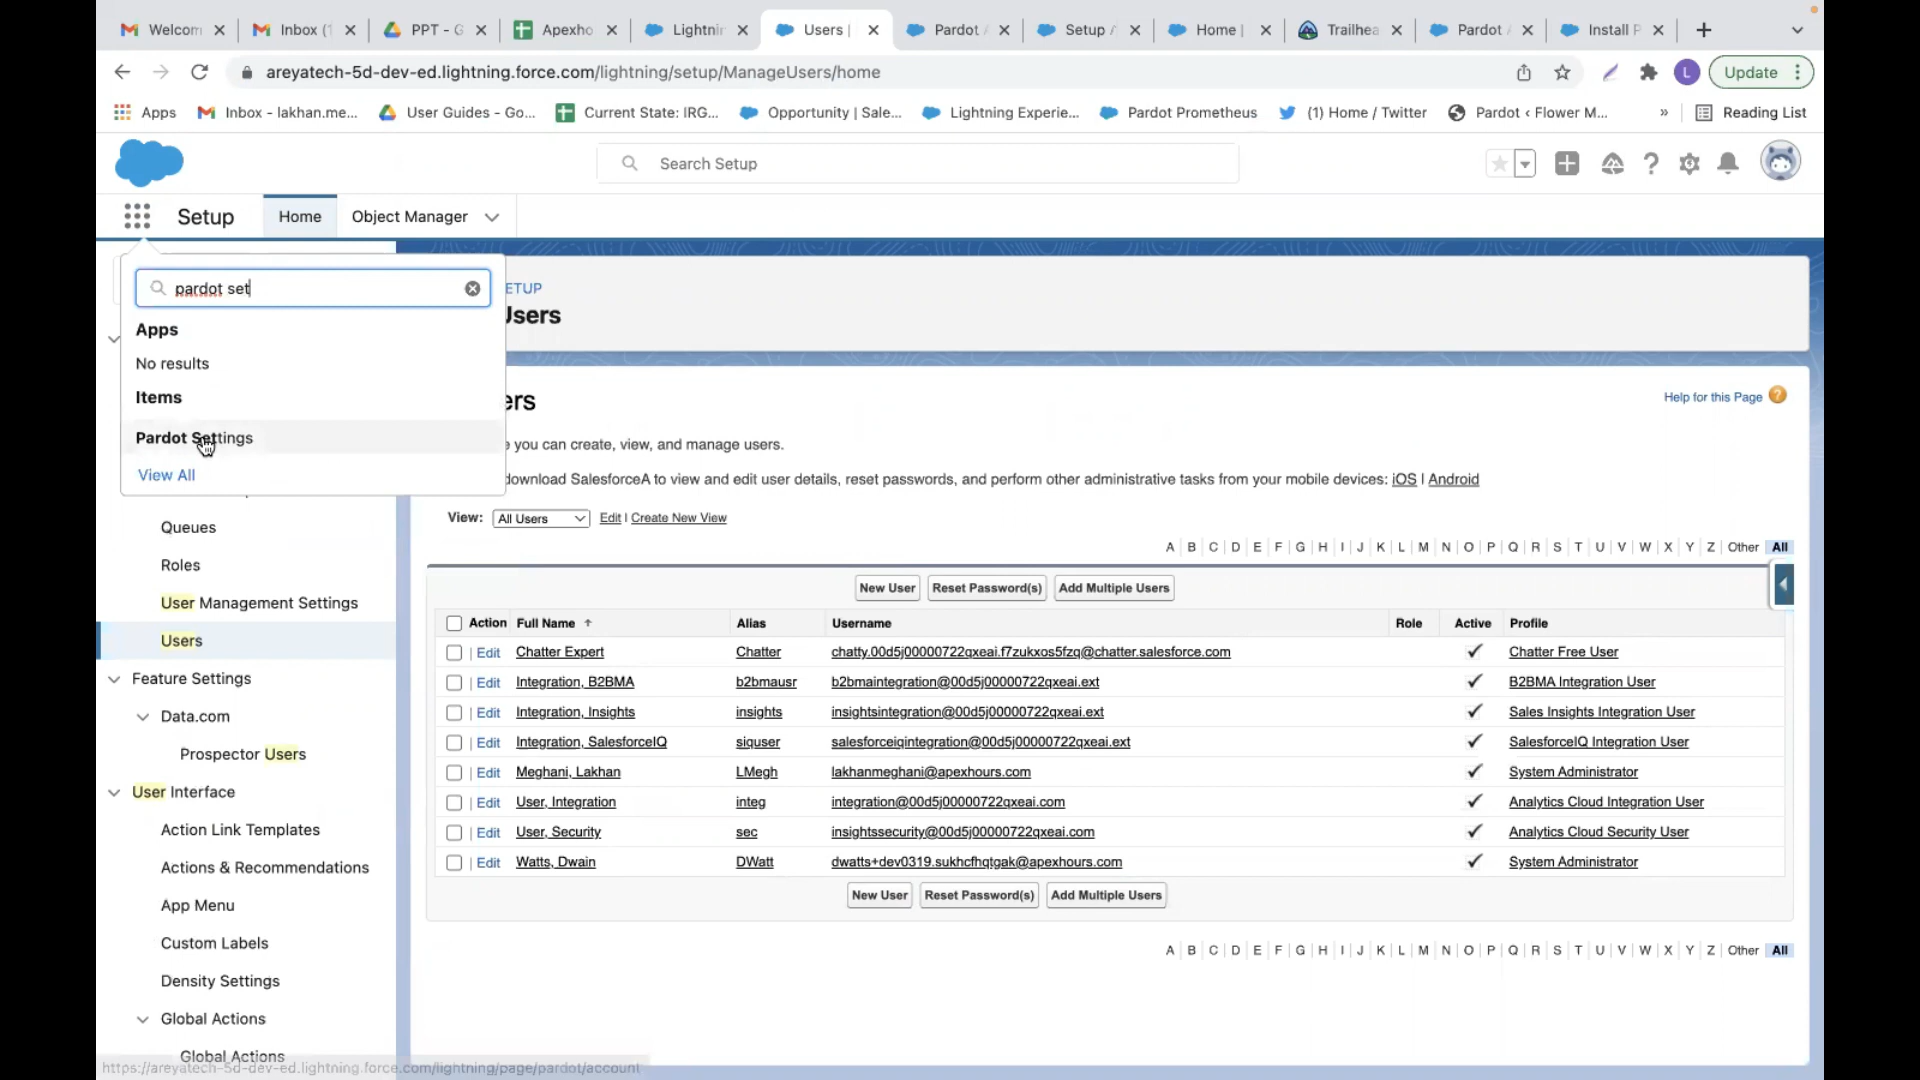 Welcom
Inbox (1
PPT - G
Apexho
Lightni
Users |
Pardot A
Setup /
Home |
Trailhea
Pardot
Install P
areyatech-5d-dev-ed.lightning.force.com/lightning/setup/ManageUsers/home
L
Update
Apps
Inbox - lakhan.me...
User Guides - Go...
Current State: IRG...
Opportunity | Sale...
Lightning Experie...
Pardot Prometheus
(1) Home / Twitter
Pardot ‹ Flower M...
»
Reading List
Search Setup
Setup
Home
Object Manager
pardot set
Apps
No results
Items
Pardot Settings
View All
ETUP
Users
ers
e you can create, view, and manage users.
ownload SalesforceA to view and edit user details, reset passwords, and perform other administrative tasks from your mobile devices: iOS | Android
Help for this Page
View: All Users Edit | Create New View
A | B | C | D | E | F | G | H | I | J | K | L | M | N | O | P | Q | R | S | T | U | V | W | X | Y | Z | Other All
New User Reset Password(s) Add Multiple Users
Action Full Name Alias Username Role Active Profile
| Edit Chatter Expert Chatter chatty.00d5j00000722qxeai.f7zukxos5fzq@chatter.salesforce.com Chatter Free User
| Edit Integration, B2BMA b2bmausr b2bmaintegration@00d5j00000722qxeai.ext B2BMA Integration User
| Edit Integration, Insights insights insightsintegration@00d5j00000722qxeai.ext Sales Insights Integration User
| Edit Integration, SalesforceIQ siquser salesforceiqintegration@00d5j00000722qxeai.ext SalesforceIQ Integration User
| Edit Meghani, Lakhan LMegh lakhanmeghani@apexhours.com System Administrator
| Edit User, Integration integ integration@00d5j00000722qxeai.com Analytics Cloud Integration User
| Edit User, Security sec insightssecurity@00d5j00000722qxeai.com Analytics Cloud Security User
| Edit Watts, Dwain DWatt dwatts+dev0319.sukhcfhqtgak@apexhours.com System Administrator
New User Reset Password(s) Add Multiple Users
A | B | C | D | E | F | G | H | I | J | K | L | M | N | O | P | Q | R | S | T | U | V | W | X | Y | Z | Other All
Queues
Roles
User Management Settings
Users
Feature Settings
Data.com
Prospector Users
User Interface
Action Link Templates
Actions & Recommendations
App Menu
Custom Labels
Density Settings
Global Actions
Global Actions
https://areyatech-5d-dev-ed.lightning.force.com/lightning/page/pardot/account